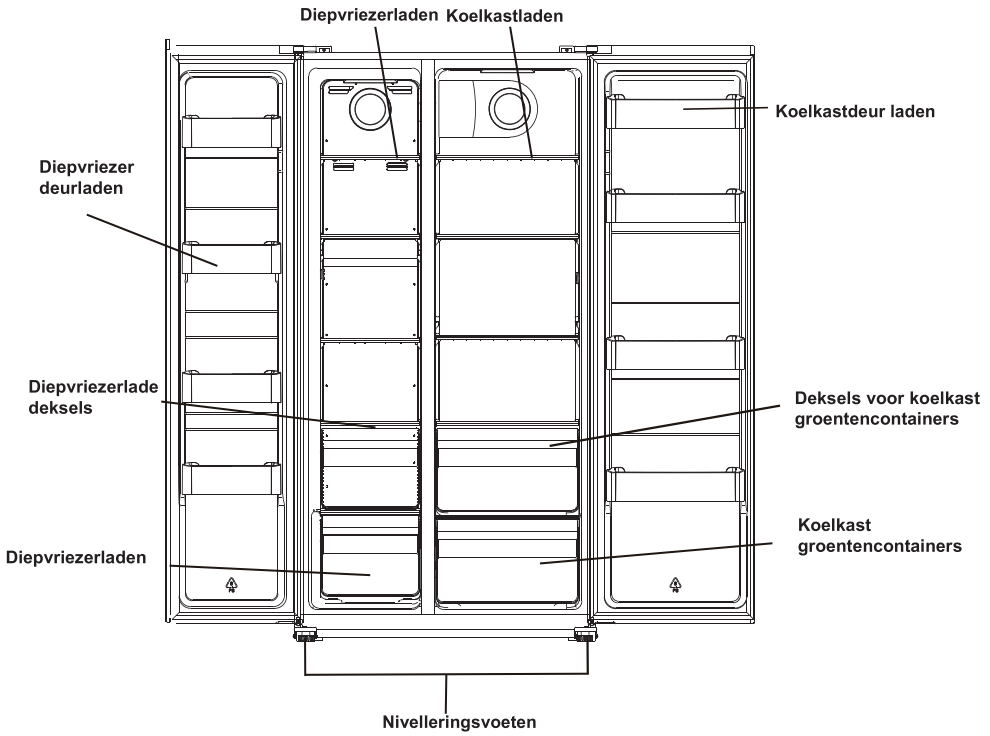 Diepvriezerladen Koelkastladen
Koelkastdeur laden
Diepvriezer
deurladen
Diepvriezerlade
deksels
Deksels voor koelkast
groentencontainers
Koelkast
groentencontainers
Diepvriezerladen
Nivelleringsvoeten